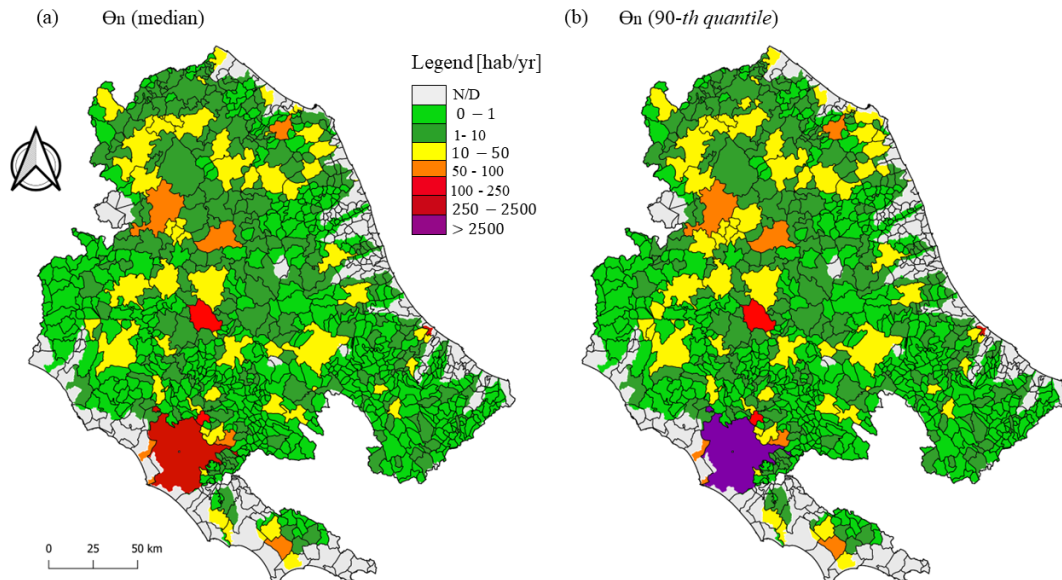 (a) ϴn (median)
(b) ϴn (90-th quantile)
Legend [hab/yr]
N/D
0 – 1
1- 10
10 – 50
50 - 100
100 - 250
250 – 2500
> 2500
0 25 50 km